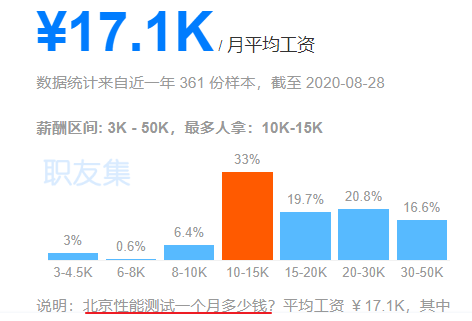 ¥17.1K / 月平均工资
数据统计来自近一年 361 份样本，截至 2020-08-28
薪酬区间: 3K - 50K，最多人拿：10K-15K
职友集
33%
19.7%
20.8%
16.6%
6.4%
3%
0.6%
3-4.5K 6-8K 8-10K 10-15K 15-20K 20-30K 30-50K
说明：北京性能测试一个月多少钱？平均工资 ￥17.1K，其中